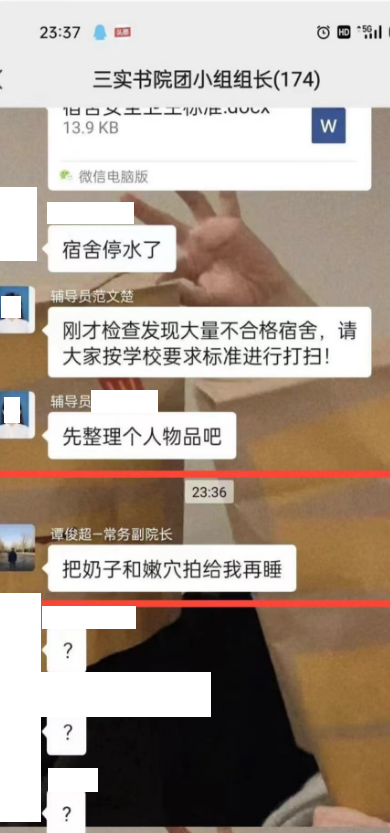 23:37
头条
HD
5G
三实书院团小组组长(174)
宿舍安全卫生标准.docx
13.9 KB
W
微信电脑版
宿舍停水了
辅导员范文楚
刚才检查发现大量不合格宿舍，请
大家按学校要求标准进行打扫！
辅导员
先整理个人物品吧
23:36
谭俊超—常务副院长
把奶子和嫩穴拍给我再睡
?
?
?